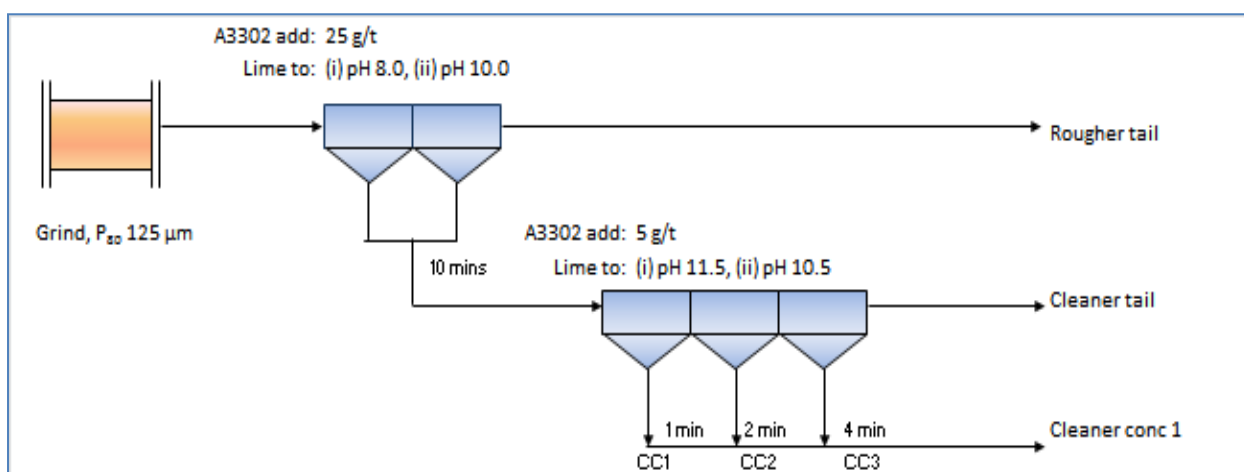 A3302 add: 25 g/t
Lime to: (i) pH 8.0, (ii) pH 10.0
Rougher tail
Grind, P₈₀ 125 µm
A3302 add: 5 g/t
10 mins
Lime to: (i) pH 11.5, (ii) pH 10.5
Cleaner tail
1 min 2 min 4 min
Cleaner conc 1
CC1 CC2 CC3